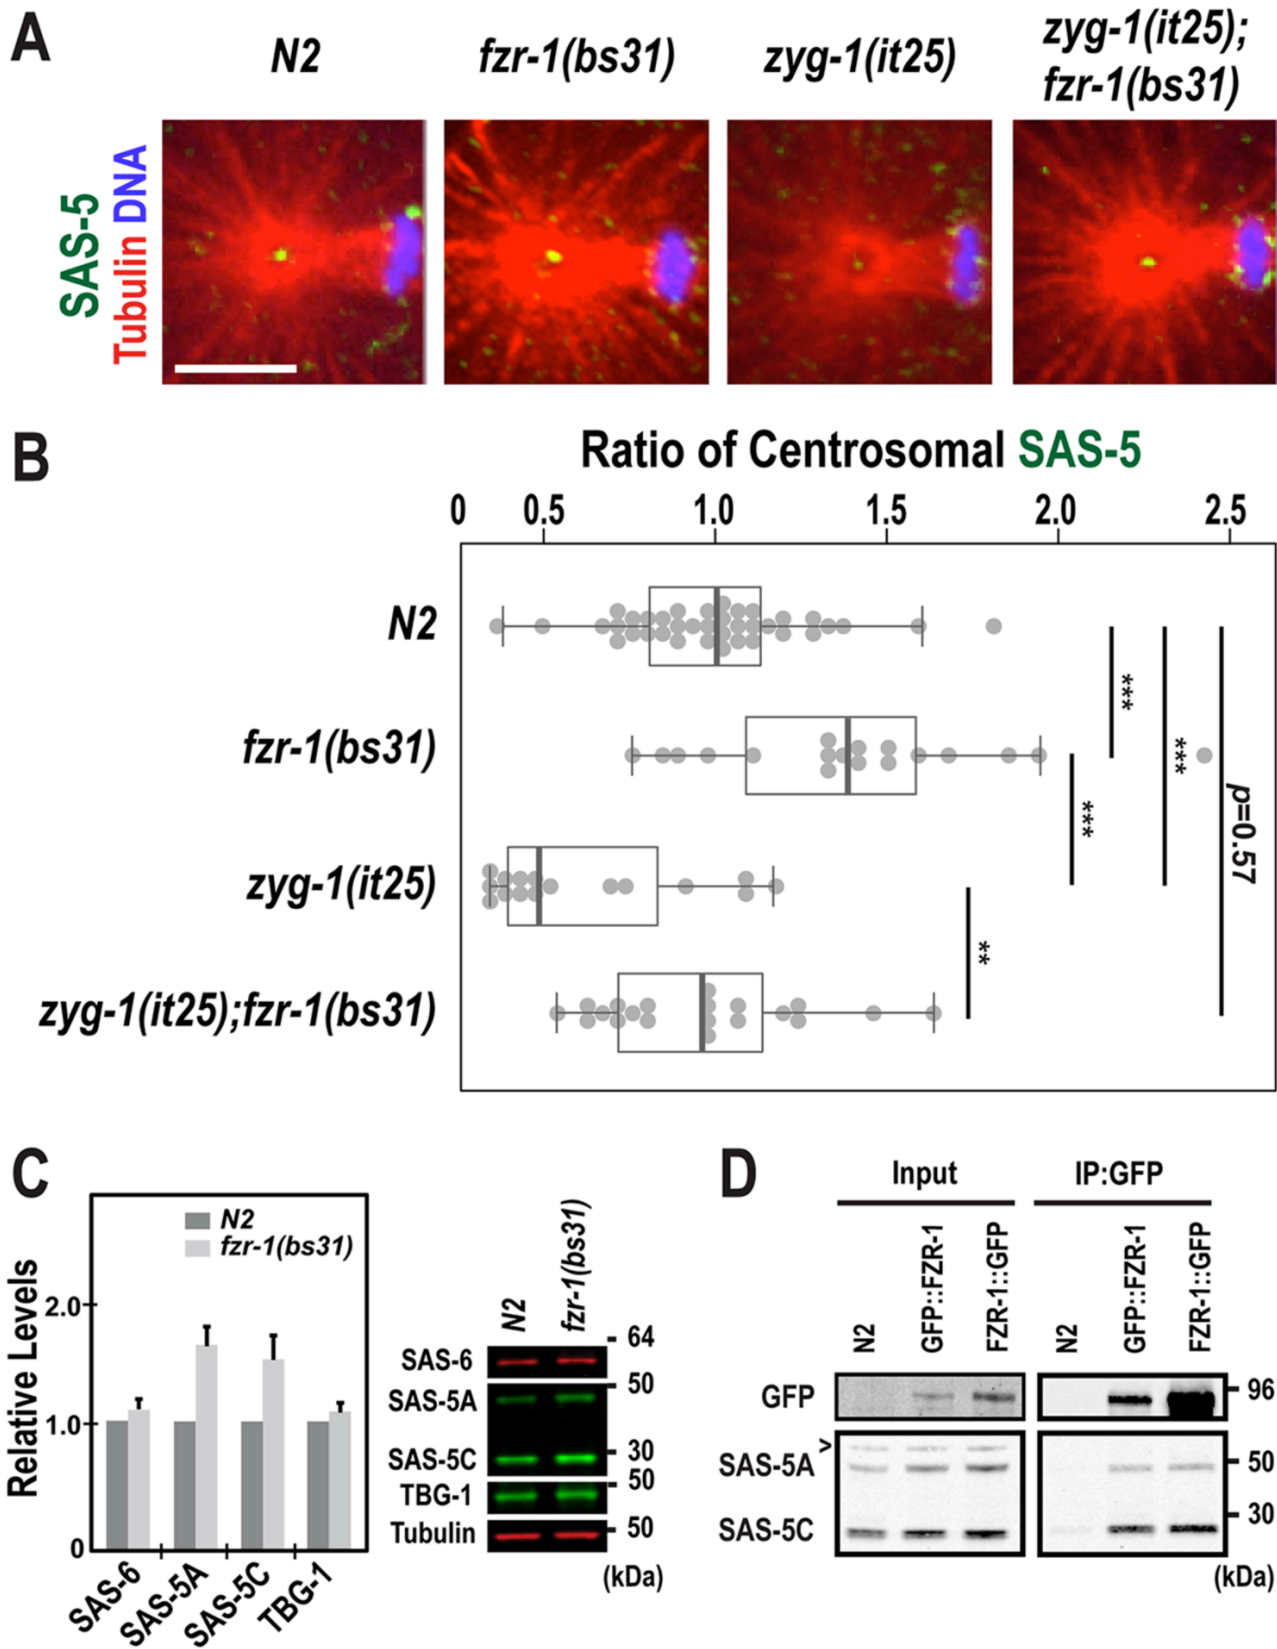 A
N2
fzr-1(bs31)
zyg-1(it25)
zyg-1(it25);
fzr-1(bs31)
SAS-5
Tubulin DNA
B
Ratio of Centrosomal SAS-5
0 0.5 1.0 1.5 2.0 2.5
N2
fzr-1(bs31)
zyg-1(it25)
zyg-1(it25);fzr-1(bs31)
***
***
***
**
p=0.57
C
Relative Levels
2.0
1.0
0
N2
fzr-1(bs31)
SAS-6
SAS-5A
SAS-5C
TBG-1
N2
fzr-1(bs31)
SAS-6
SAS-5A
SAS-5C
TBG-1
Tubulin
64
50
30
50
50
(kDa)
D
Input
IP:GFP
N2
GFP::FZR-1
FZR-1::GFP
N2
GFP::FZR-1
FZR-1::GFP
GFP
>
SAS-5A
SAS-5C
96
50
30
(kDa)